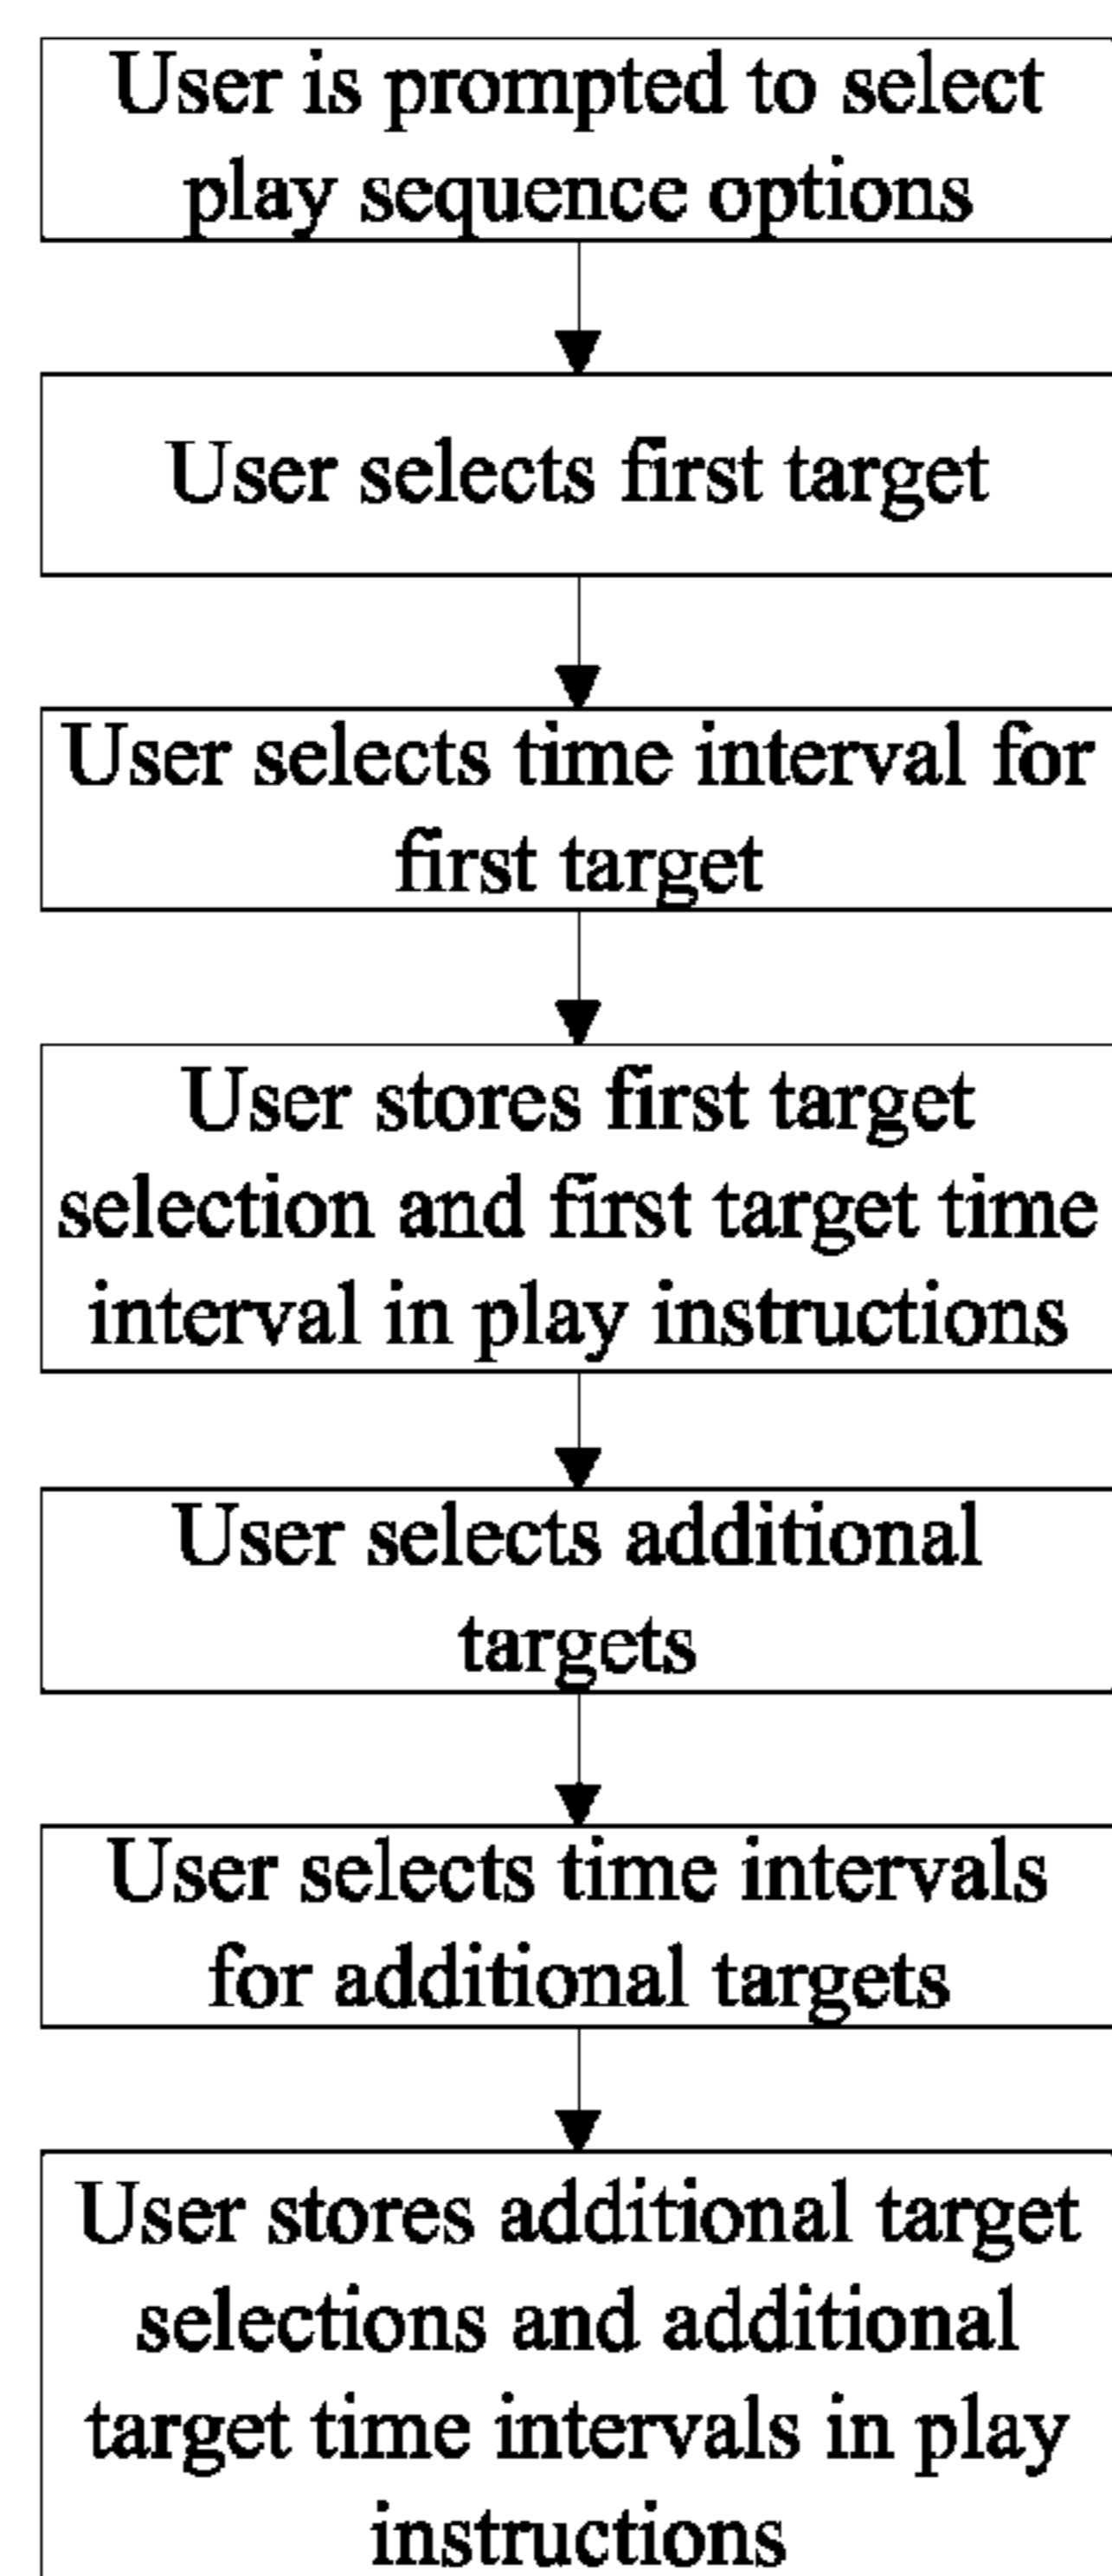 User is prompted to select
play sequence options
User selects first target
User selects time interval for
first target
User stores first target
selection and first target time
interval in play instructions
User selects additional
targets
User selects time intervals
for additional targets
User stores additional target
selections and additional
target time intervals in play
instructions